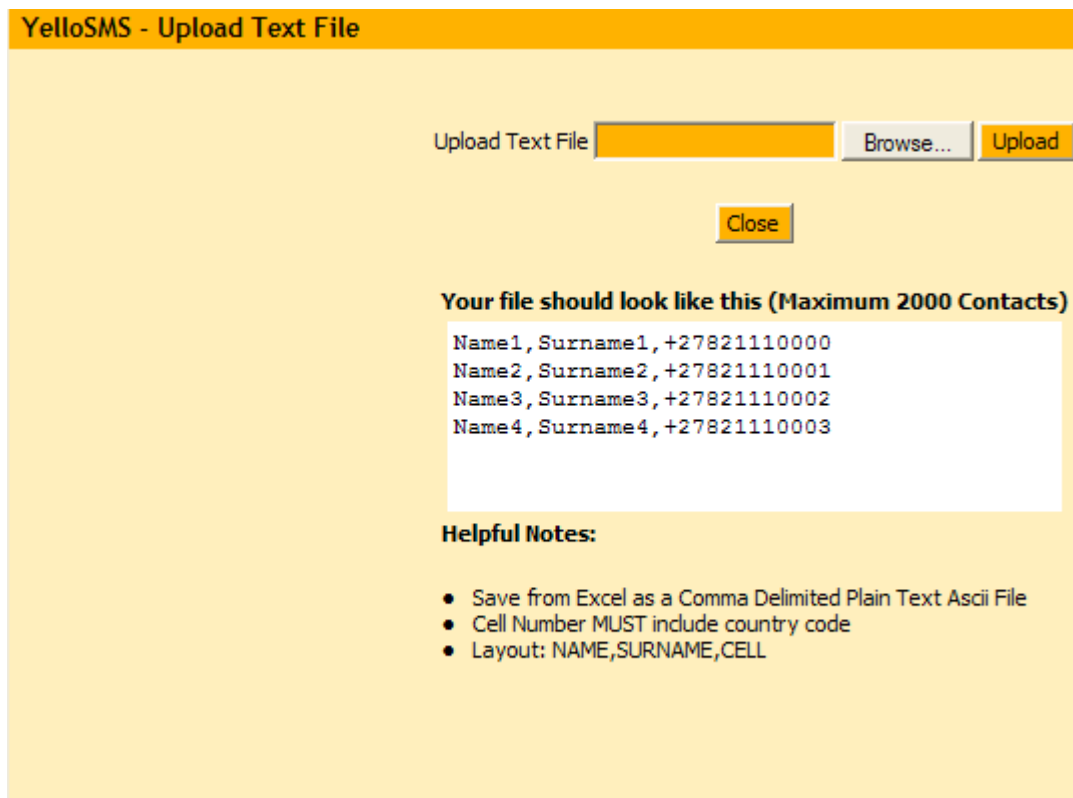 YelloSMS - Upload Text File
Upload Text File Browse... Upload
Close
Your file should look like this (Maximum 2000 Contacts)
Name1,Surname1,+27821110000
Name2,Surname2,+27821110001
Name3,Surname3,+27821110002
Name4,Surname4,+27821110003
Helpful Notes:
● Save from Excel as a Comma Delimited Plain Text Ascii File
● Cell Number MUST include country code
● Layout: NAME,SURNAME,CELL